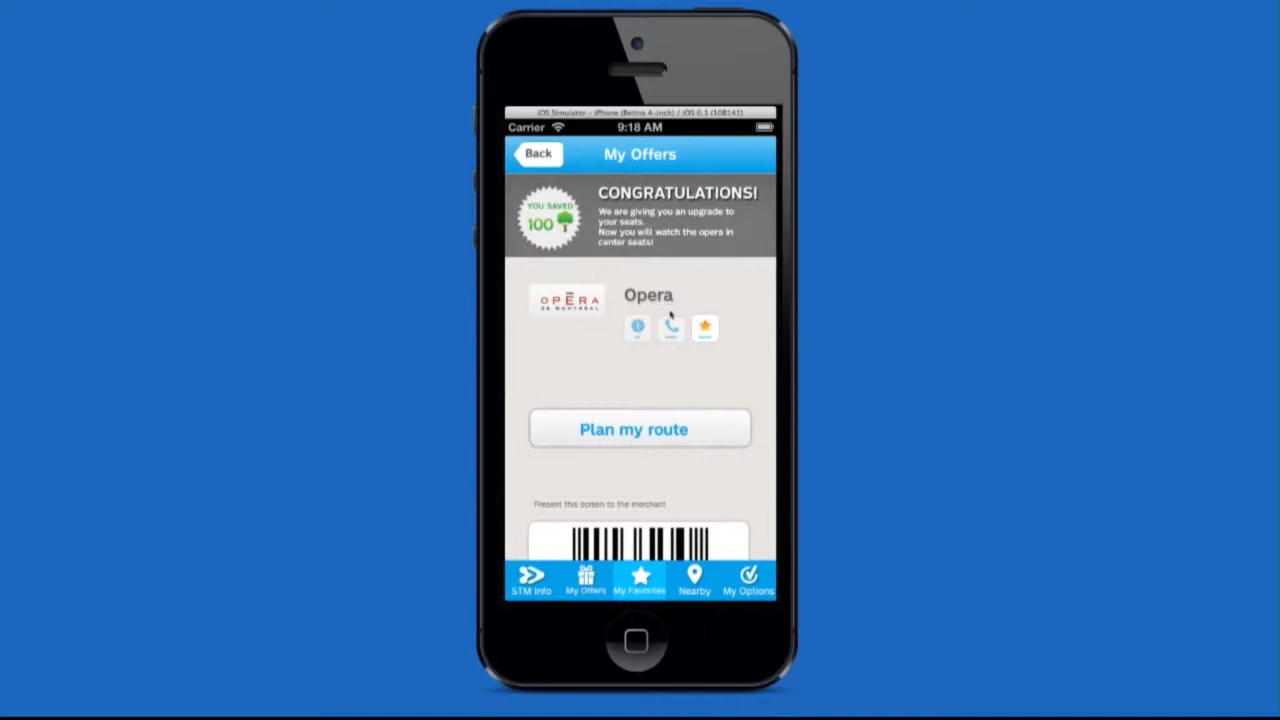 iOS Simulator - iPhone (Retina 4-inch) / iOS 6.1 (10B141)
Carrier 9:18 AM
Back My Offers
YOU SAVED
100
CONGRATULATIONS!
We are giving you an upgrade to
your seats.
Now you will watch the opera in
center seats!
OPĒRA
DE MONTRÉAL
Opera
Plan my route
Present this screen to the merchant
STM Info My Offers My Favorites Nearby My Options